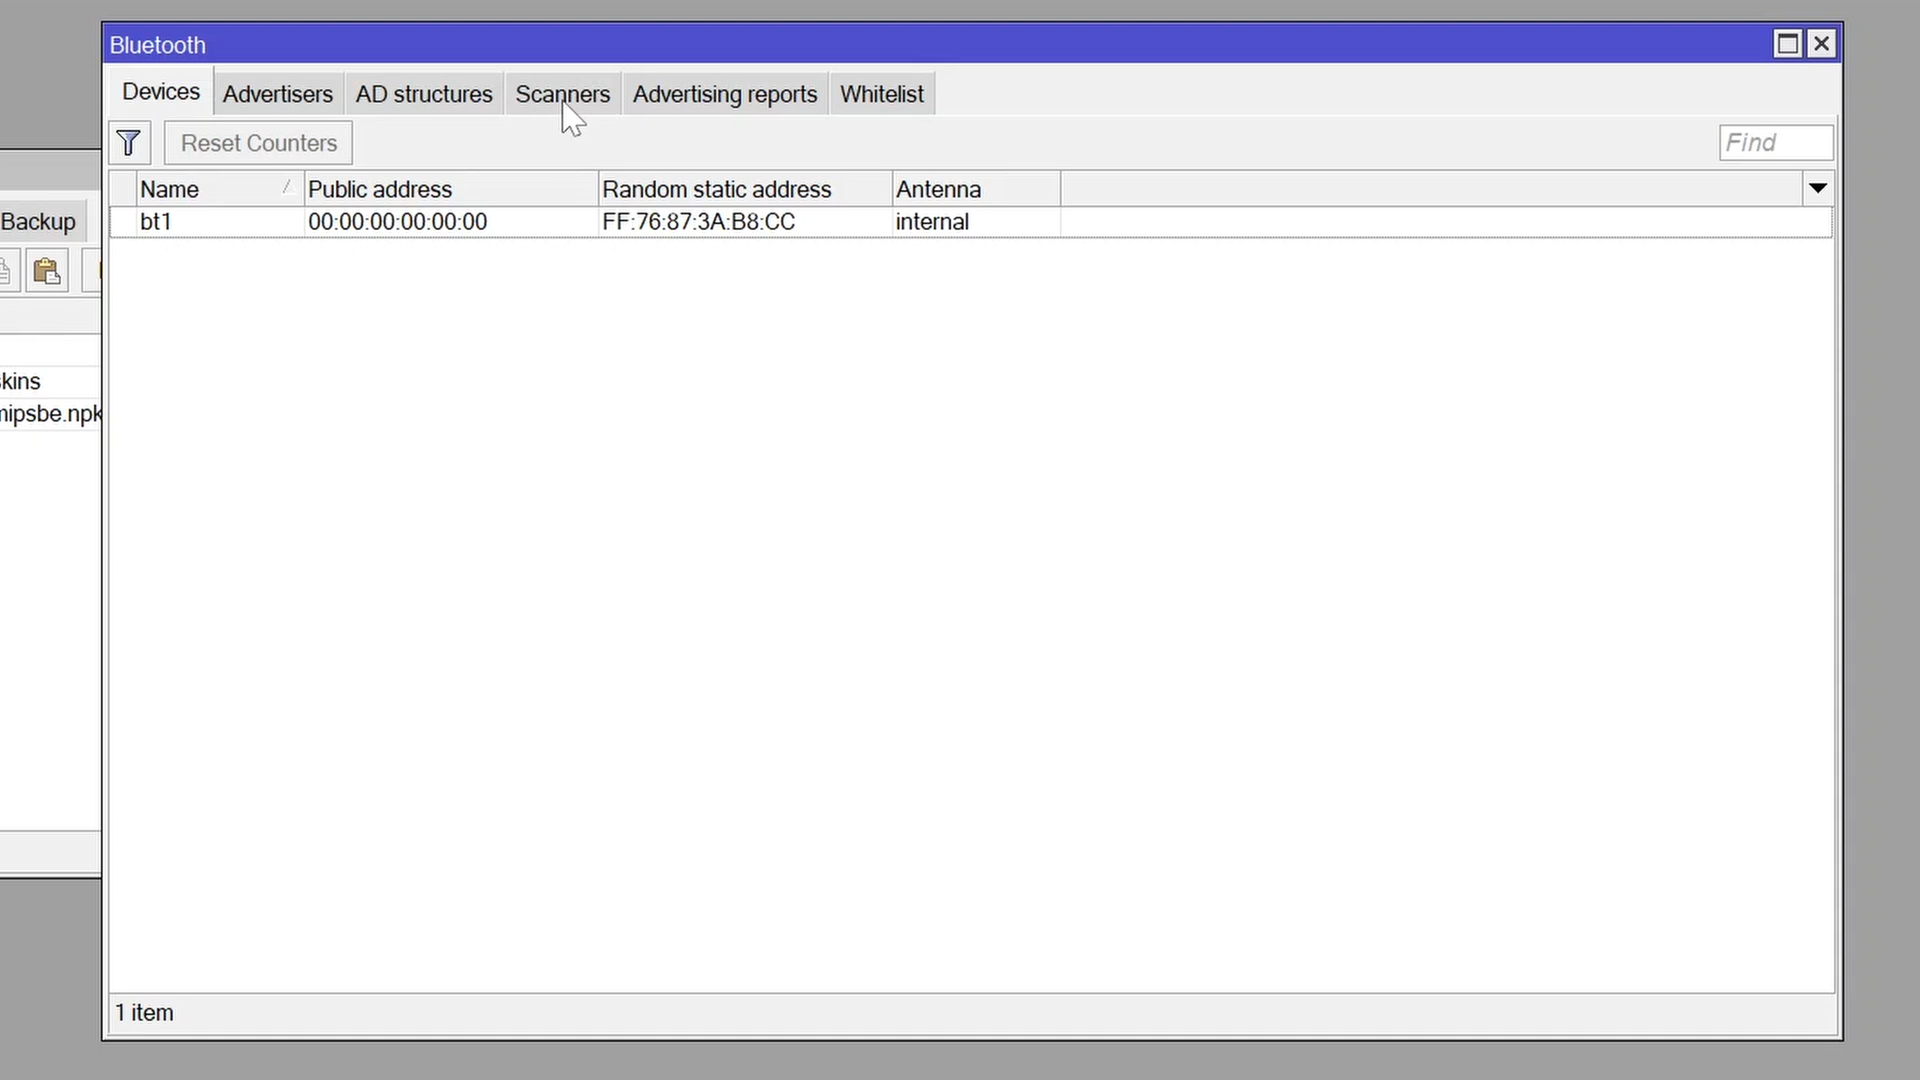 Bluetooth
Devices Advertisers AD structures Scanners Advertising reports Whitelist
Reset Counters Find
Name Public address Random static address Antenna
bt1 00:00:00:00:00:00 FF:76:87:3A:B8:CC internal
1 item
Backup
kins
mipsbe.npk